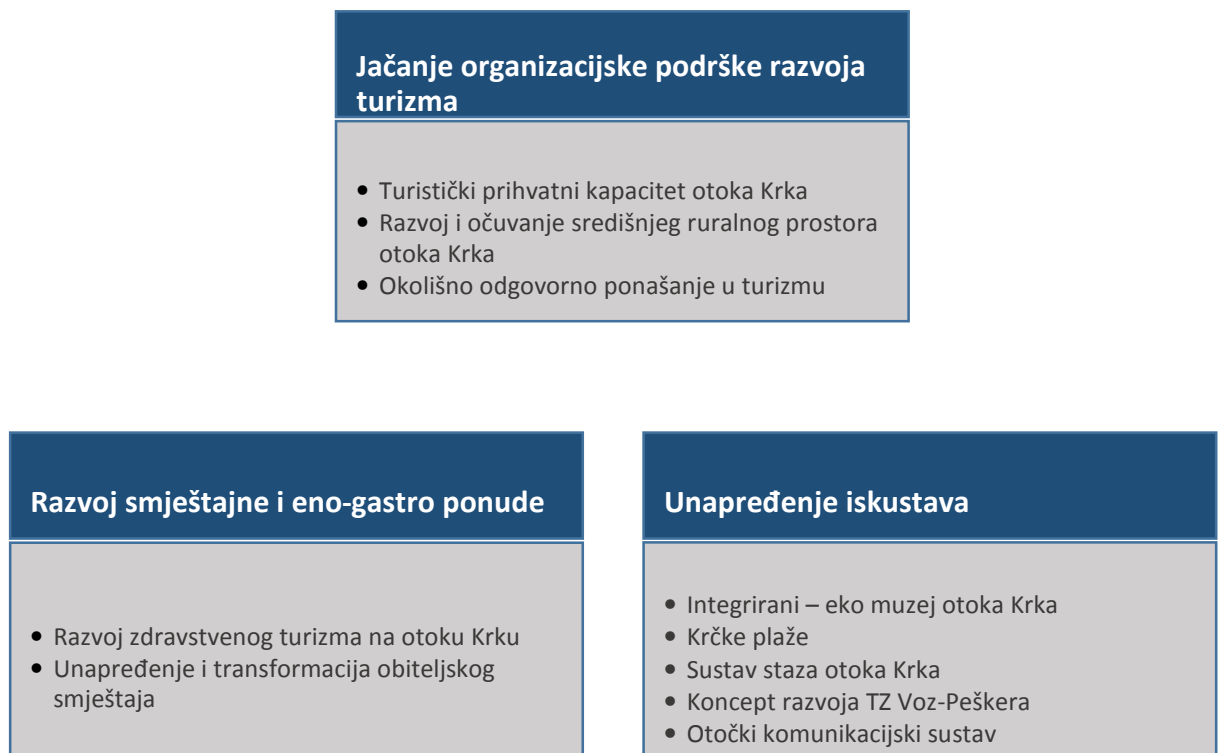 Jačanje organizacijske podrške razvoja
turizma
• Turistički prihvatni kapacitet otoka Krka
• Razvoj i očuvanje središnjeg ruralnog prostora
otoka Krka
• Okolišno odgovorno ponašanje u turizmu
Razvoj smještajne i eno-gastro ponude
• Razvoj zdravstvenog turizma na otoku Krku
• Unapređenje i transformacija obiteljskog
smještaja
Unapređenje iskustava
• Integrirani – eko muzej otoka Krka
• Krčke plaže
• Sustav staza otoka Krka
• Koncept razvoja TZ Voz-Peškera
• Otočki komunikacijski sustav